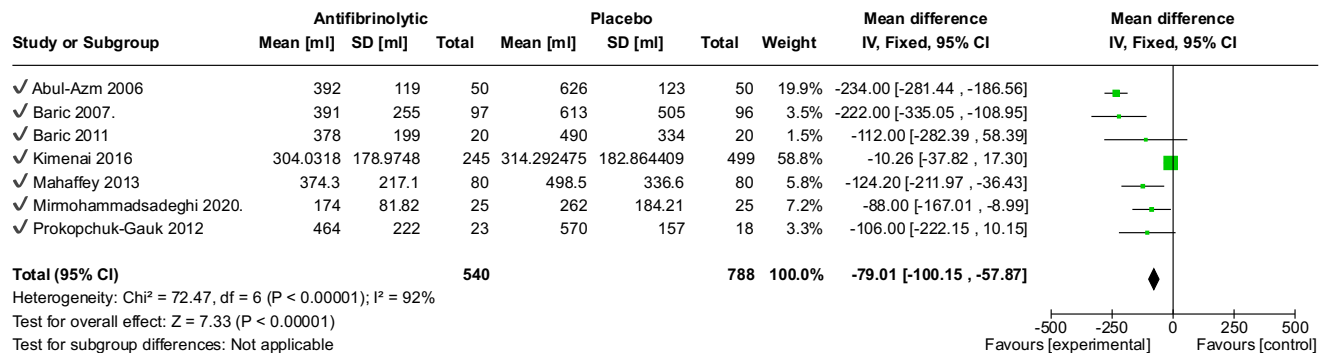 Antifibrinolytic Placebo Mean difference Mean difference
Study or Subgroup Mean [ml] SD [ml] Total Mean [ml] SD [ml] Total Weight IV, Fixed, 95% CI IV, Fixed, 95% CI
✓ Abul-Azm 2006 392 119 50 626 123 50 19.9% -234.00 [-281.44 , -186.56]
✓ Baric 2007. 391 255 97 613 505 96 3.5% -222.00 [-335.05 , -108.95]
✓ Baric 2011 378 199 20 490 334 20 1.5% -112.00 [-282.39 , 58.39]
✓ Kimenai 2016 304.0318 178.9748 245 314.292475 182.864409 499 58.8% -10.26 [-37.82 , 17.30]
✓ Mahaffey 2013 374.3 217.1 80 498.5 336.6 80 5.8% -124.20 [-211.97 , -36.43]
✓ Mirmohammadsadeghi 2020. 174 81.82 25 262 184.21 25 7.2% -88.00 [-167.01 , -8.99]
✓ Prokopchuk-Gauk 2012 464 222 23 570 157 18 3.3% -106.00 [-222.15 , 10.15]
Total (95% CI) 540 788 100.0% -79.01 [-100.15 , -57.87]
Heterogeneity: Chi² = 72.47, df = 6 (P < 0.00001); I² = 92%
Test for overall effect: Z = 7.33 (P < 0.00001)
Test for subgroup differences: Not applicable
-500 -250 0 250 500
Favours [experimental] Favours [control]